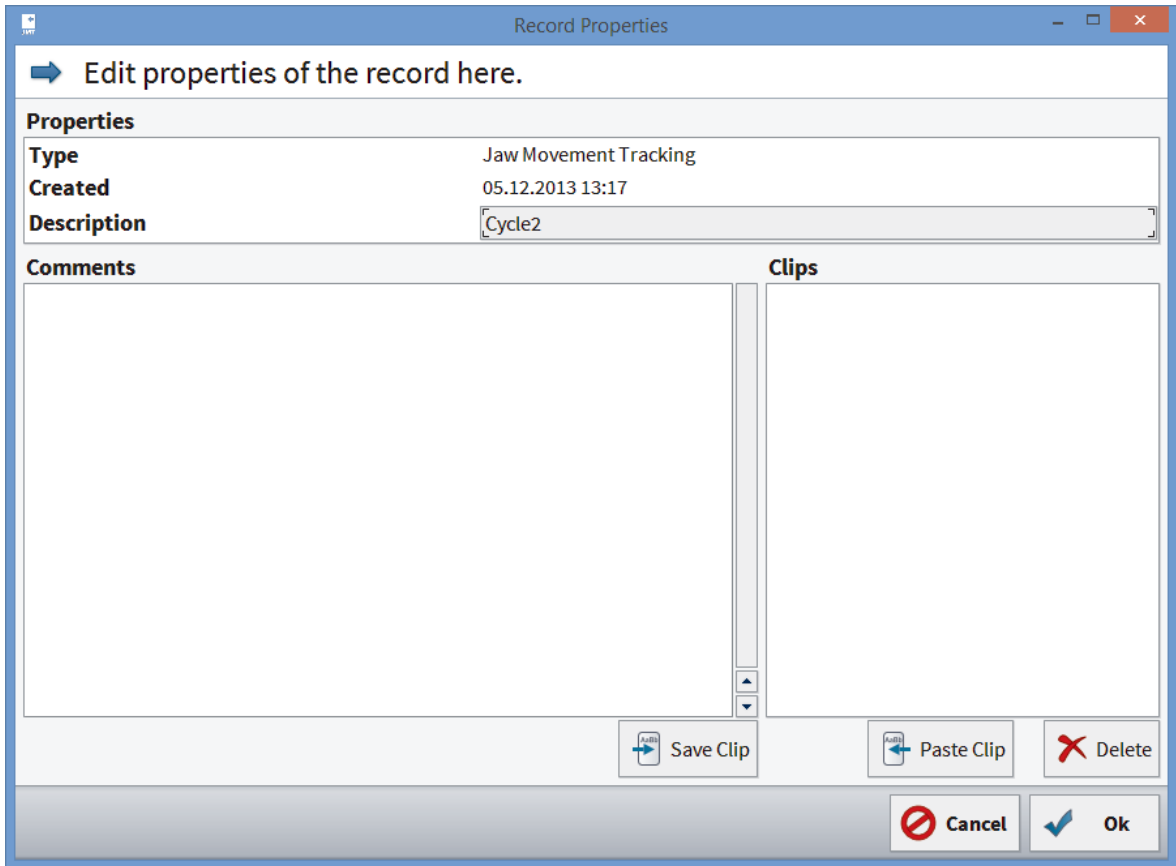 Record Properties
Edit properties of the record here.
Properties
Type Jaw Movement Tracking
Created 05.12.2013 13:17
Description Cycle2
Comments Clips
Save Clip Paste Clip Delete
Cancel Ok